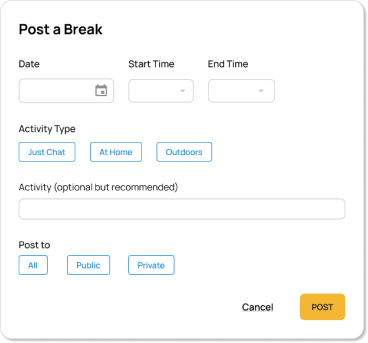 Post a Break
Date Start Time End Time
Activity Type
Just Chat At Home Outdoors
Activity (optional but recommended)
Post to
All Public Private
Cancel POST